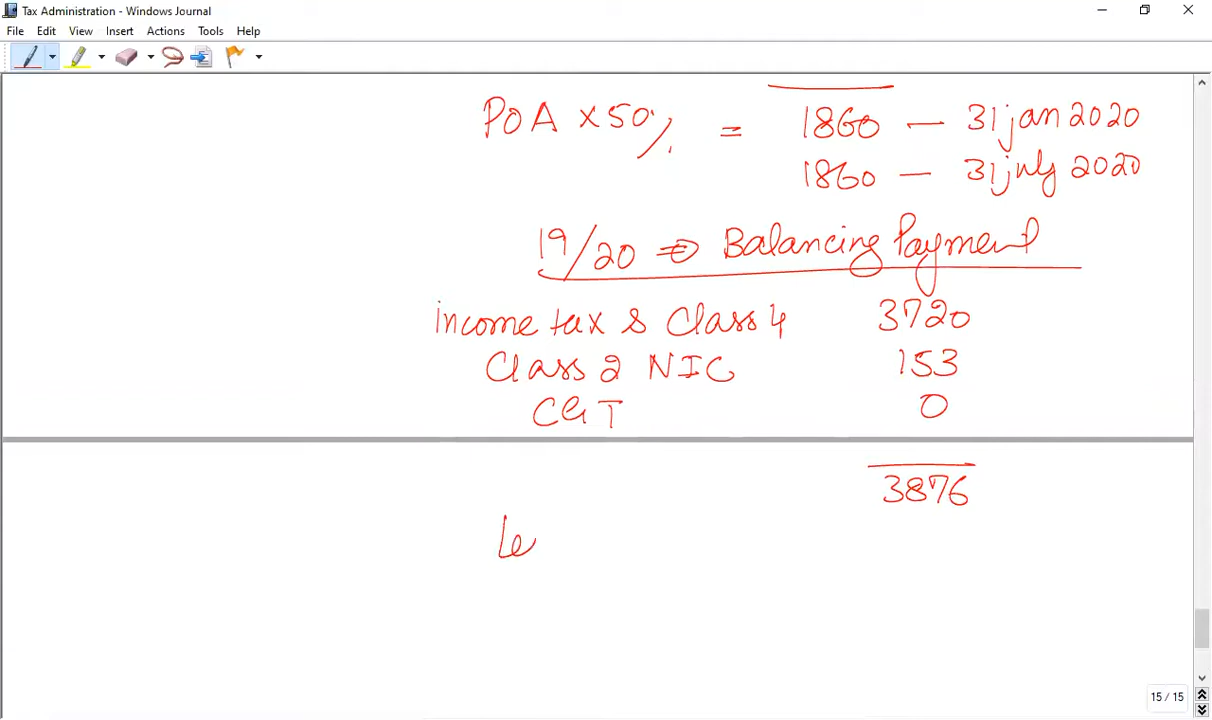 Tax Administration - Windows Journal
File Edit View Insert Actions Tools Help
POA x 50% = 1860 — 31 jan 2020
1860 — 31 july 2020
19/20 => Balancing Payment
income tax & Class 4 3720
Class 2 NIC 153
CGT 0
3876
Le
15 / 15